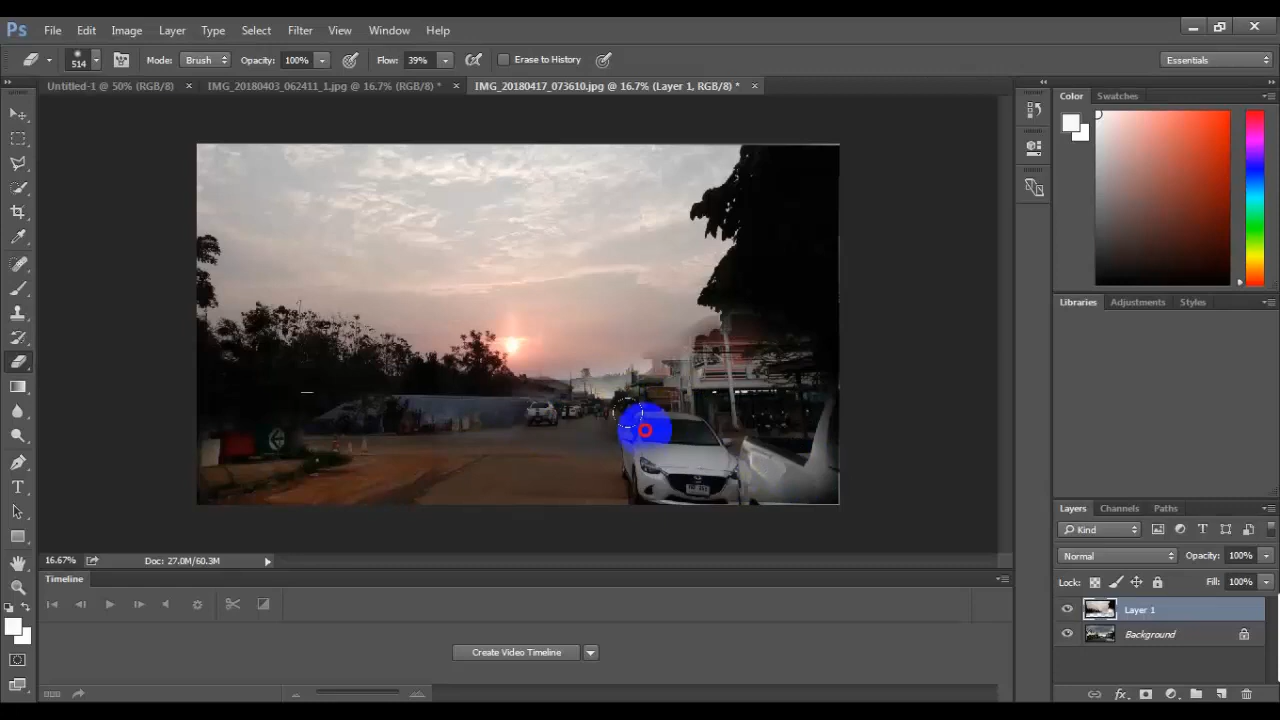 Ps File Edit Image Layer Type Select Filter View Window Help
514 Mode: Brush Opacity: 100% Flow: 39% Erase to History Essentials
Untitled-1 @ 50% (RGB/8) × IMG_20180403_062411_1.jpg @ 16.7% (RGB/8) * × IMG_20180417_073610.jpg @ 16.7% (Layer 1, RGB/8) * ×
Color Swatches
Libraries Adjustments Styles
Layers Channels Paths
Kind
Normal Opacity: 100%
Lock: Fill: 100%
Layer 1
Background
16.67% Doc: 27.0M/60.3M
Timeline
Create Video Timeline